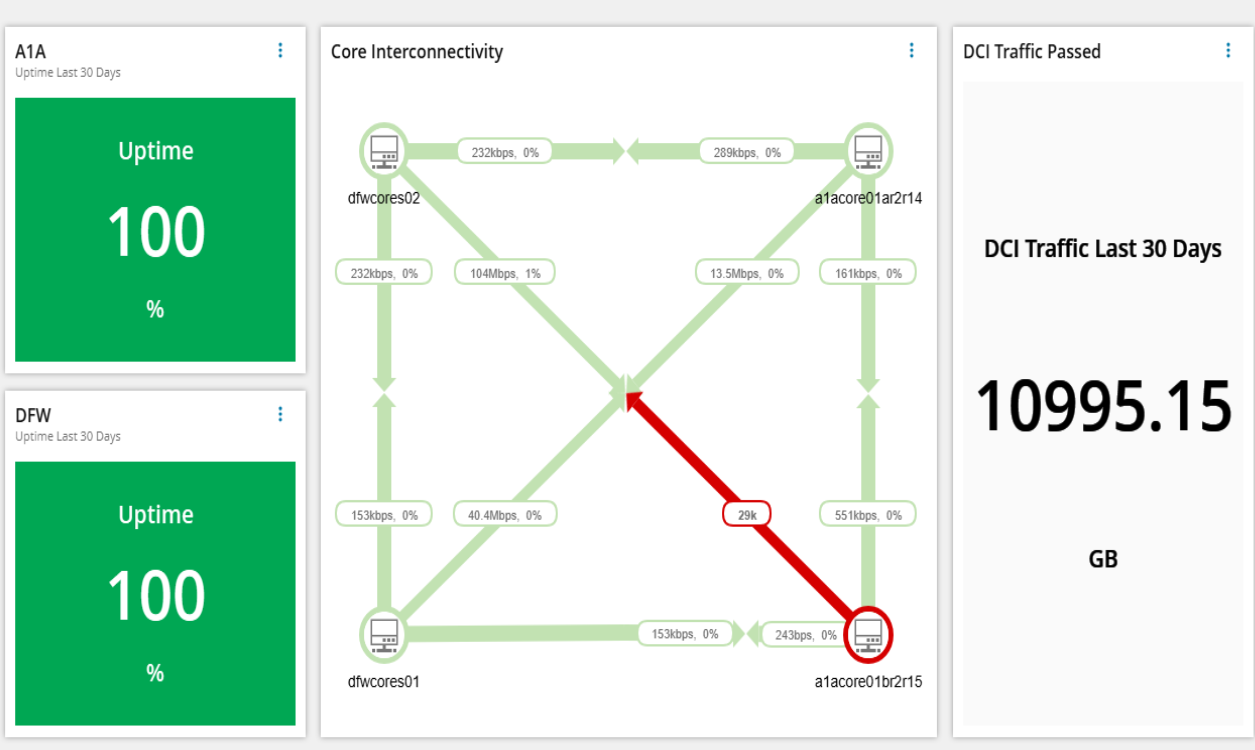 A1A
Uptime Last 30 Days
Uptime
100
%
DFW
Uptime Last 30 Days
Uptime
100
%
Core Interconnectivity
232kbps, 0%
289kbps, 0%
dfwcores02
a1acore01ar2r14
232kbps, 0%
104Mbps, 1%
13.5Mbps, 0%
161kbps, 0%
153kbps, 0%
40.4Mbps, 0%
29k
551kbps, 0%
153kbps, 0%
243bps, 0%
dfwcores01
a1acore01br2r15
DCI Traffic Passed
DCI Traffic Last 30 Days
10995.15
GB